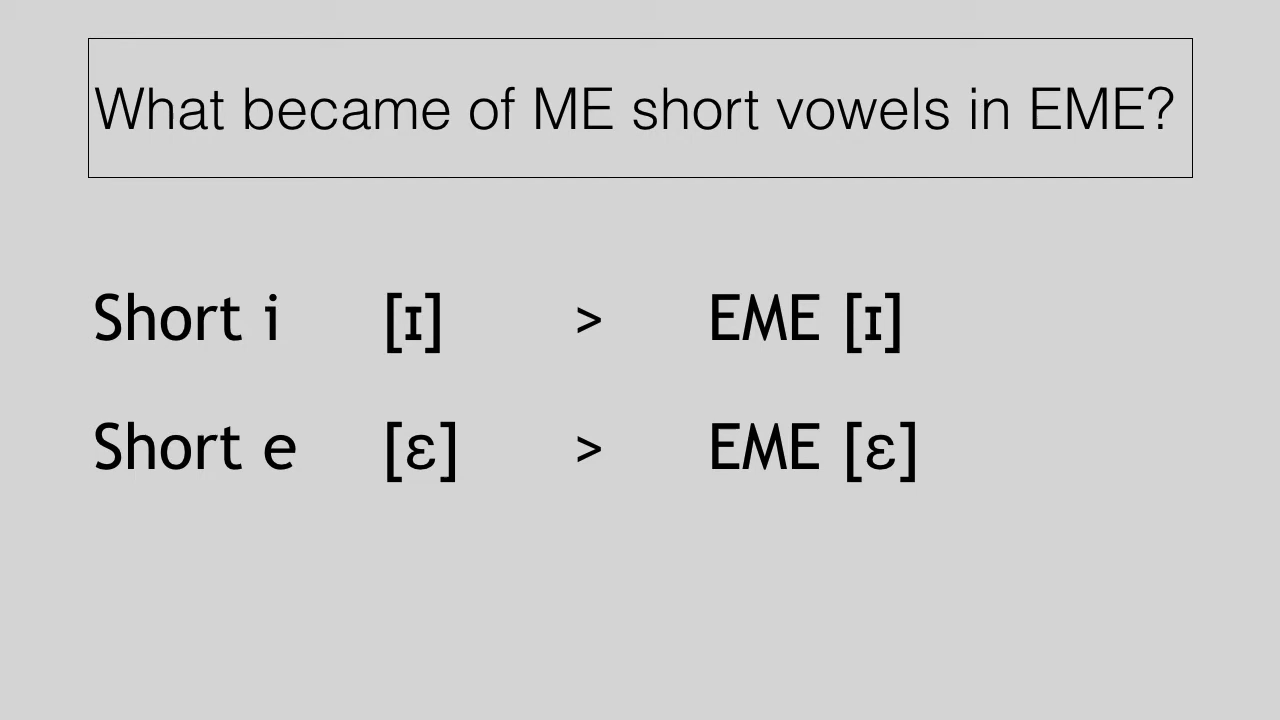 What became of ME short vowels in EME?
Short i [ɪ] > EME [ɪ]
Short e [ɛ] > EME [ɛ]